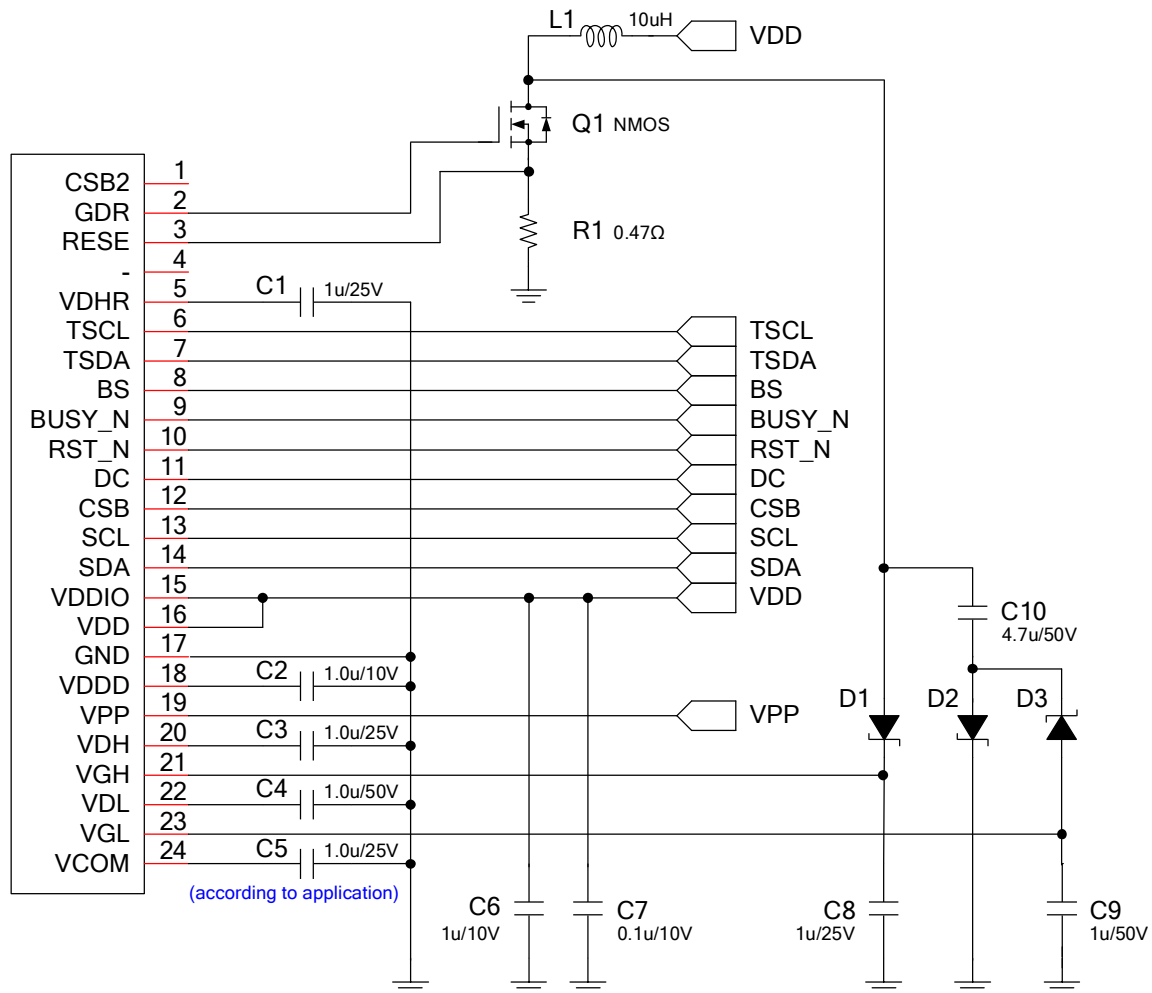 L1 10uH VDD
Q1 NMOS
CSB2 1
GDR 2
RESE 3
R1 0.47Ω
- 4
VDHR 5 C1 1u/25V
TSCL 6 TSCL
TSDA 7 TSDA
BS 8 BS
BUSY_N 9 BUSY_N
RST_N 10 RST_N
DC 11 DC
CSB 12 CSB
SCL 13 SCL
SDA 14 SDA
VDDIO 15 VDD
VDD 16
C10
4.7u/50V
GND 17
VDDD 18 C2 1.0u/10V
D1 D2 D3
VPP 19 VPP
VDH 20 C3 1.0u/25V
VGH 21
VDL 22 C4 1.0u/50V
VGL 23
VCOM 24 C5 1.0u/25V
(according to application)
C6 C7 C8 C9
1u/10V 0.1u/10V 1u/25V 1u/50V